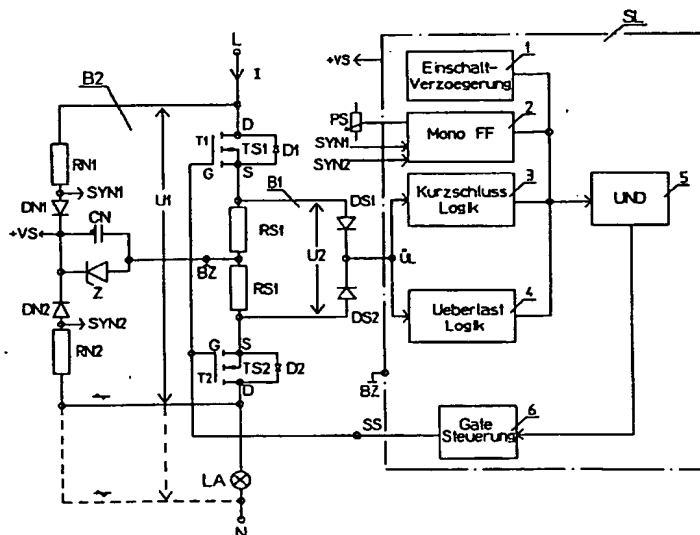 L
I
B2
D
T1
TS1
D1
G
S
RN1
SYN1
DN1
+VS
CN
Z
DN2
SYN2
RN2
U1
B1
RS1
U2
DS1
BZ
RS1
DS2
ÜL
G
S
T2
TS2
D2
D
SS
LA
N
SL
+VS
1
Einschalt-
Verzoegerung
PS
2
SYN1
SYN2
Mono FF
3
Kurzschluss
Logik
5
UND
4
Ueberlast
Logik
BZ
6
Gate
Steuerung